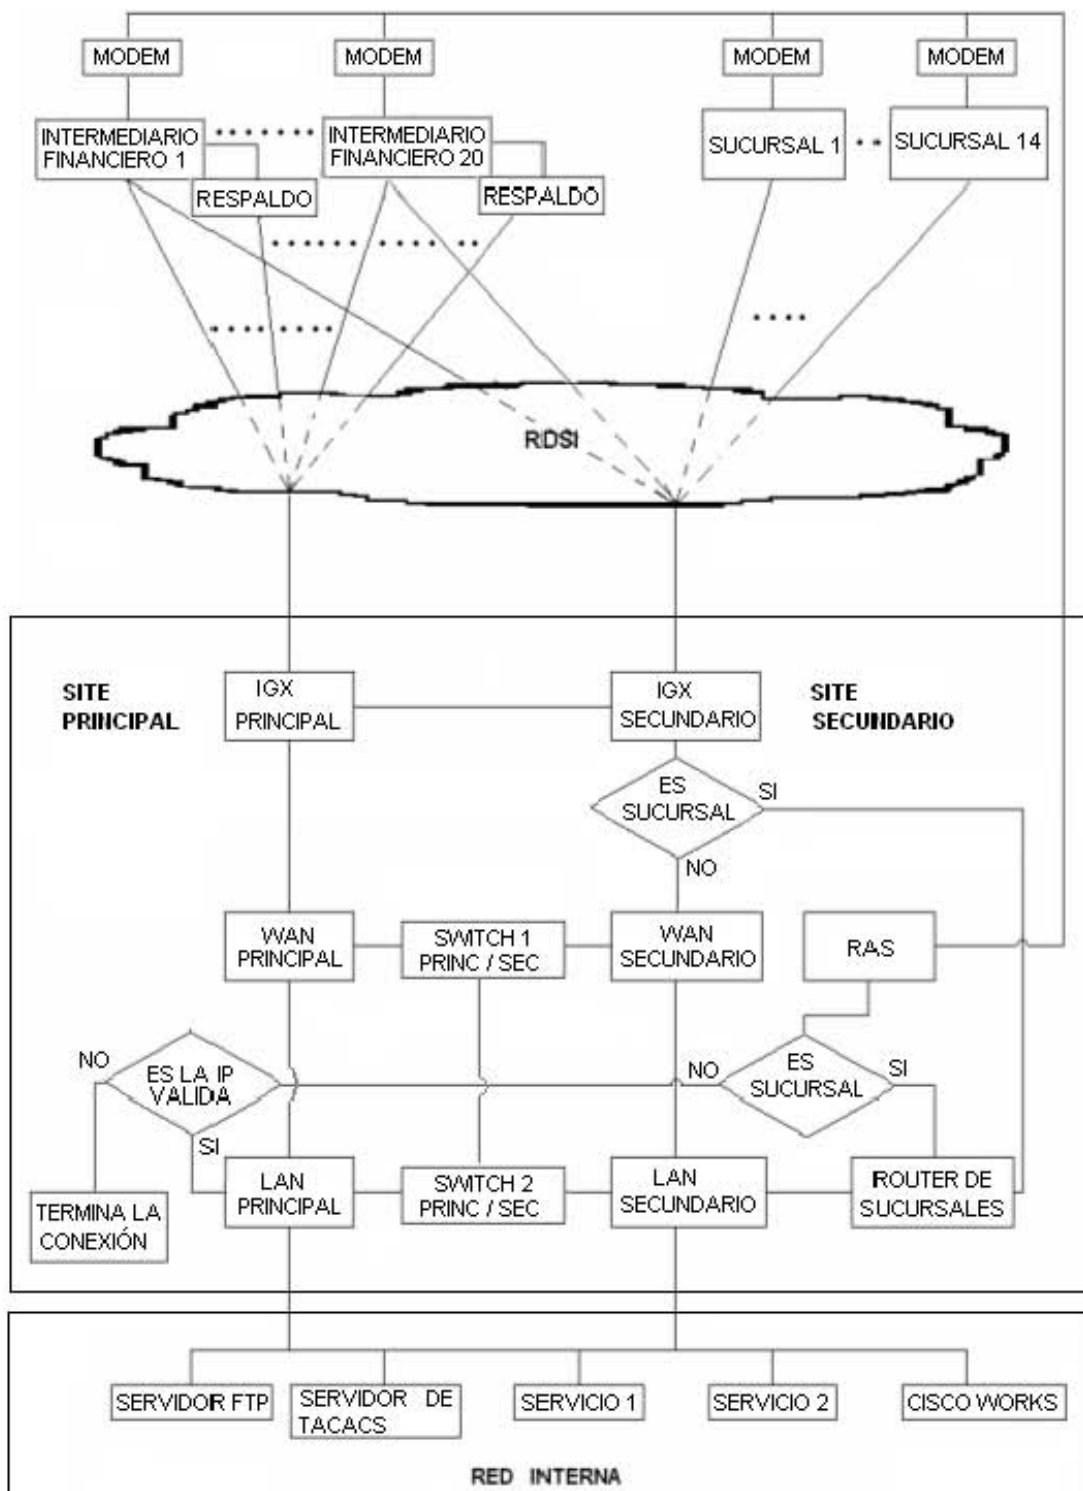 MODEM
MODEM
MODEM
MODEM
INTERMEDIARIO
FINANCIERO 1
INTERMEDIARIO
FINANCIERO 20
SUCURSAL 1
SUCURSAL 14
RESPALDO
RESPALDO
RDSI
SITE
PRINCIPAL
IGX
PRINCIPAL
IGX
SECUNDARIO
SITE
SECUNDARIO
ES
SUCURSAL
SI
NO
WAN
PRINCIPAL
SWITCH 1
PRINC / SEC
WAN
SECUNDARIO
RAS
NO
ES LA IP
VALIDA
SI
NO
ES
SUCURSAL
SI
TERMINA LA
CONEXIÓN
LAN
PRINCIPAL
SWITCH 2
PRINC / SEC
LAN
SECUNDARIO
ROUTER DE
SUCURSALES
SERVIDOR FTP
SERVIDOR DE
TACACS
SERVICIO 1
SERVICIO 2
CISCO WORKS
RED INTERNA